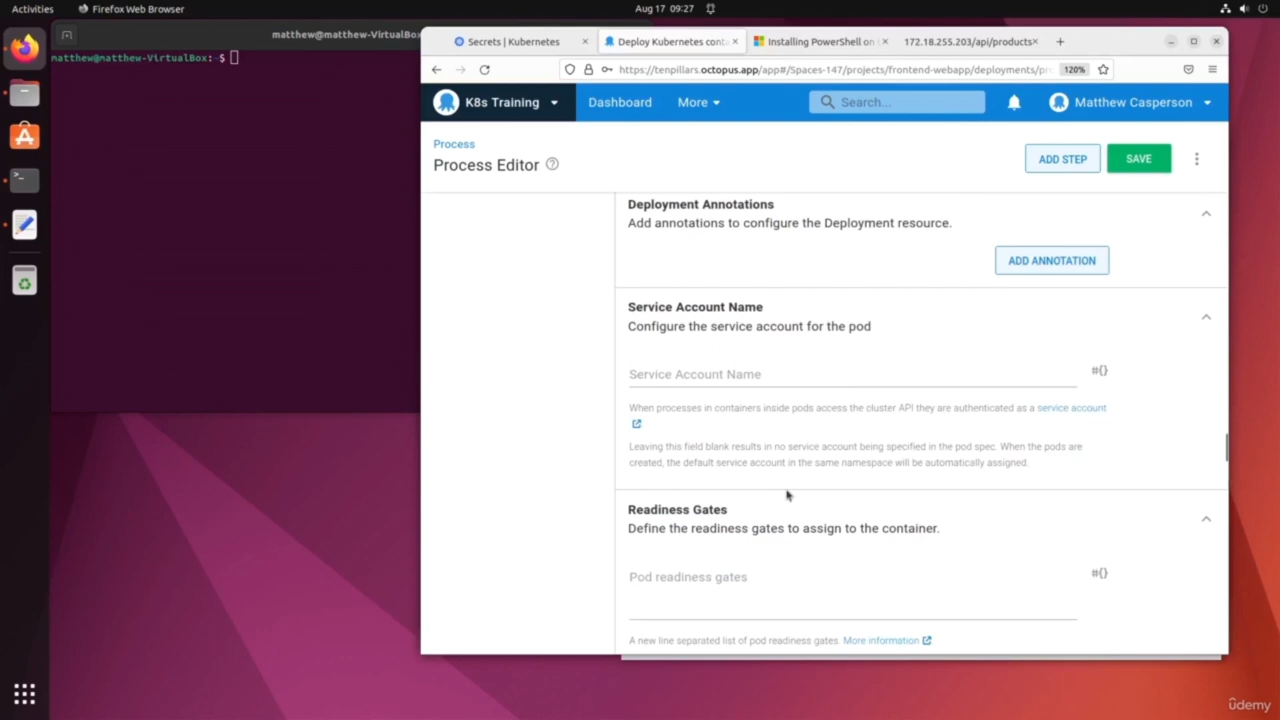 Activities
Firefox Web Browser
Aug 17 09:27
matthew@matthew-VirtualBox:
Secrets | Kubernetes
Deploy Kubernetes cont
Installing PowerShell on
172.18.255.203/api/products
matthew@matthew-VirtualBox:~$
https://tenpillars.octopus.app/app#/Spaces-147/projects/frontend-webapp/deployments/pr
120%
K8s Training
Dashboard
More
Search...
Matthew Casperson
Process
Process Editor
ADD STEP
SAVE
Deployment Annotations
Add annotations to configure the Deployment resource.
ADD ANNOTATION
Service Account Name
Configure the service account for the pod
Service Account Name
#{}
When processes in containers inside pods access the cluster API they are authenticated as a service account
Leaving this field blank results in no service account being specified in the pod spec. When the pods are
created, the default service account in the same namespace will be automatically assigned.
Readiness Gates
Define the readiness gates to assign to the container.
Pod readiness gates
#{}
A new line separated list of pod readiness gates. More information
ûdemy